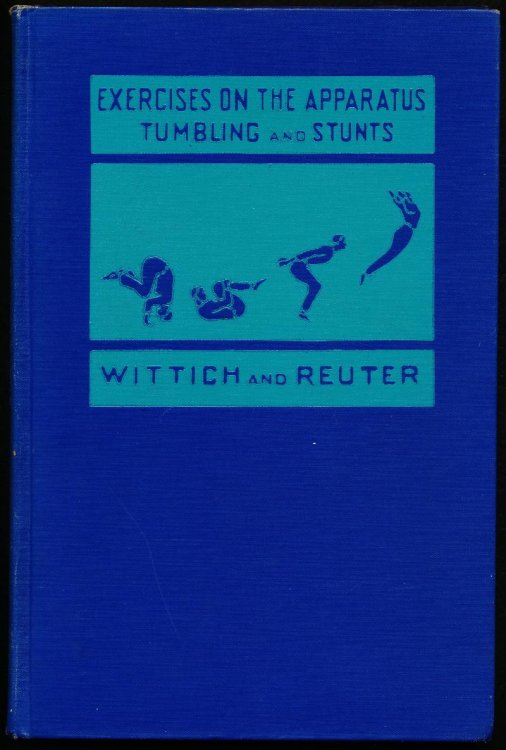 EXERCISES ON THE APPARATUS
TUMBLING AND STUNTS
WITTICH AND REUTER